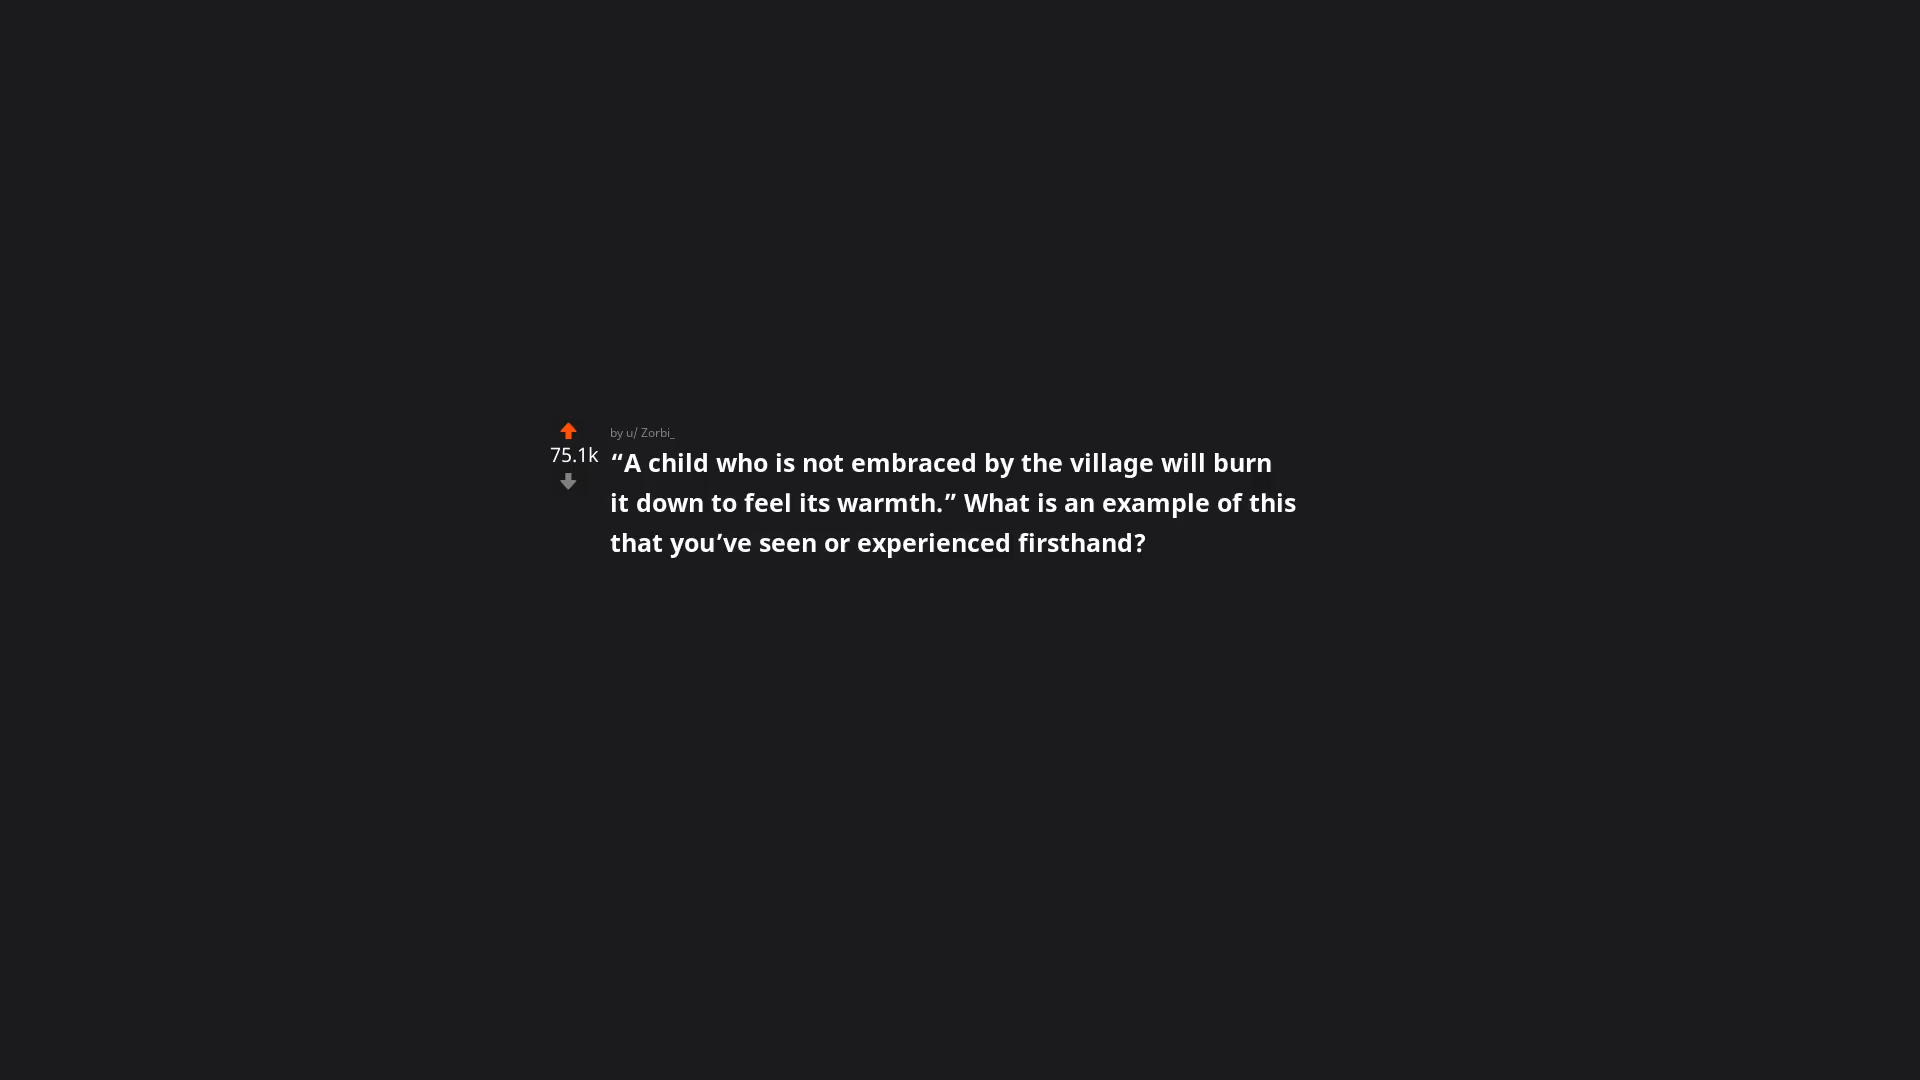 by u/ Zorbi_
75.1k
“A child who is not embraced by the village will burn
it down to feel its warmth.” What is an example of this
that you’ve seen or experienced firsthand?